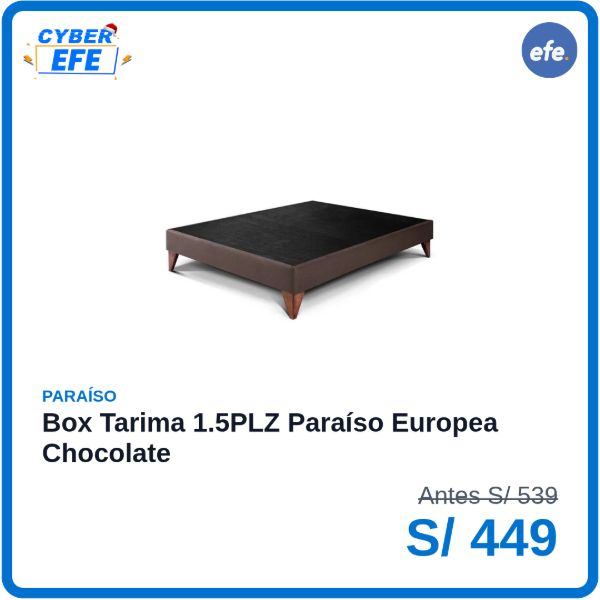 CYBER
EFE
efe.
PARAÍSO
Box Tarima 1.5PLZ Paraíso Europea
Chocolate
Antes S/ 539
S/ 449